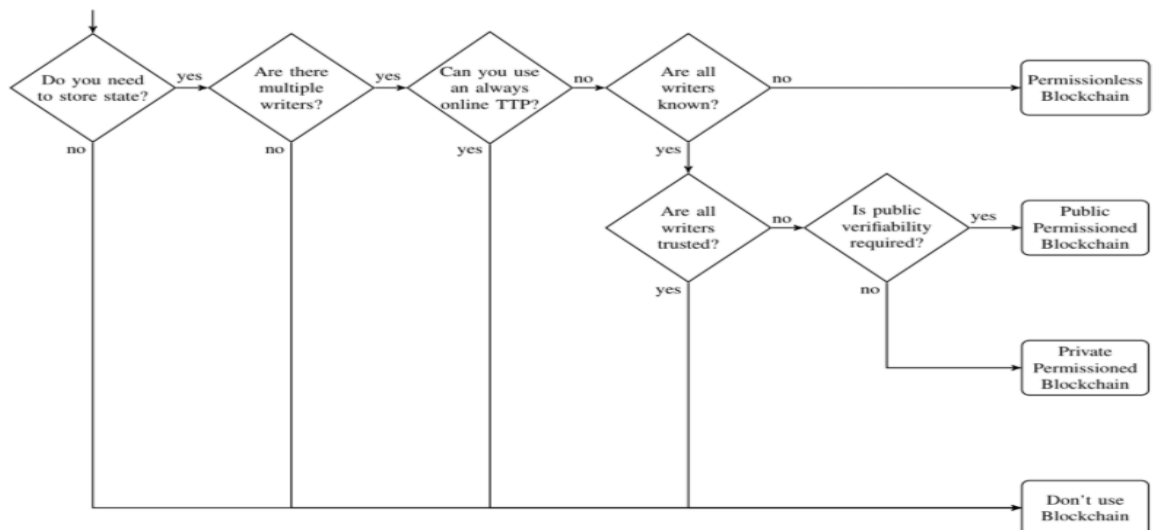 Do you need
to store state?
yes
no
Are there
multiple
writers?
yes
no
Can you use
an always
online TTP?
no
yes
Are all
writers
known?
no
yes
Permissionless
Blockchain
Are all
writers
trusted?
no
yes
Is public
verifiability
required?
yes
no
Public
Permissioned
Blockchain
Private
Permissioned
Blockchain
Don't use
Blockchain